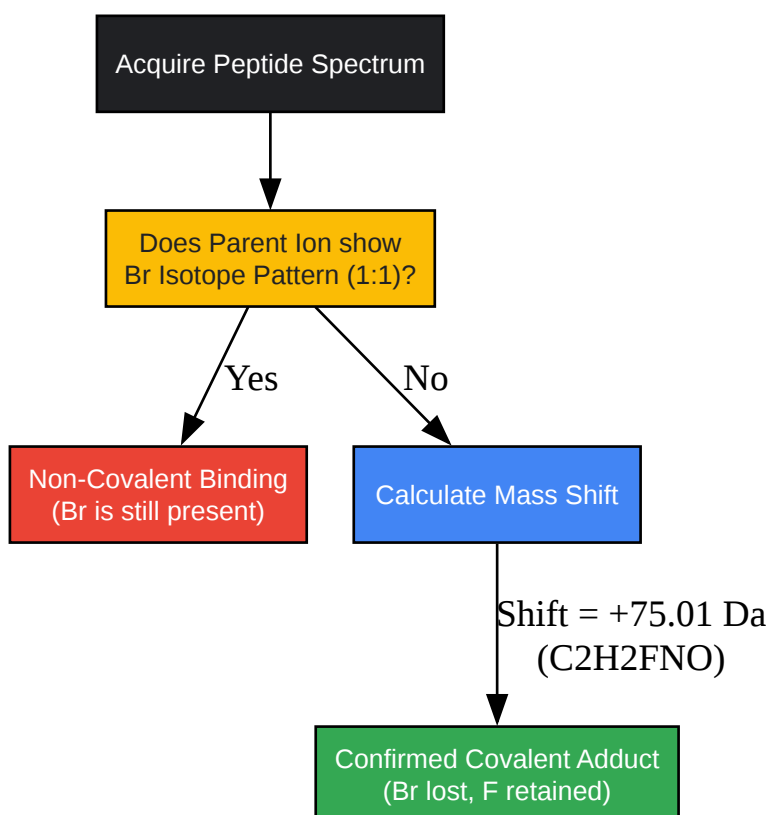 Acquire Peptide Spectrum
Does Parent Ion show
Br Isotope Pattern (1:1)?
Yes
No
Non-Covalent Binding
(Br is still present)
Calculate Mass Shift
Shift = +75.01 Da
(C2H2FNO)
Confirmed Covalent Adduct
(Br lost, F retained)